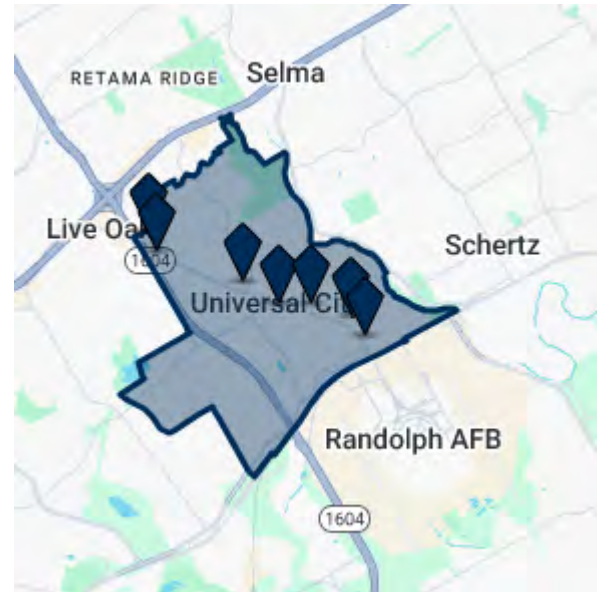 Selma
RETAMA RIDGE
Live Oa
Schertz
1604
Universal Cit
Randolph AFB
1604